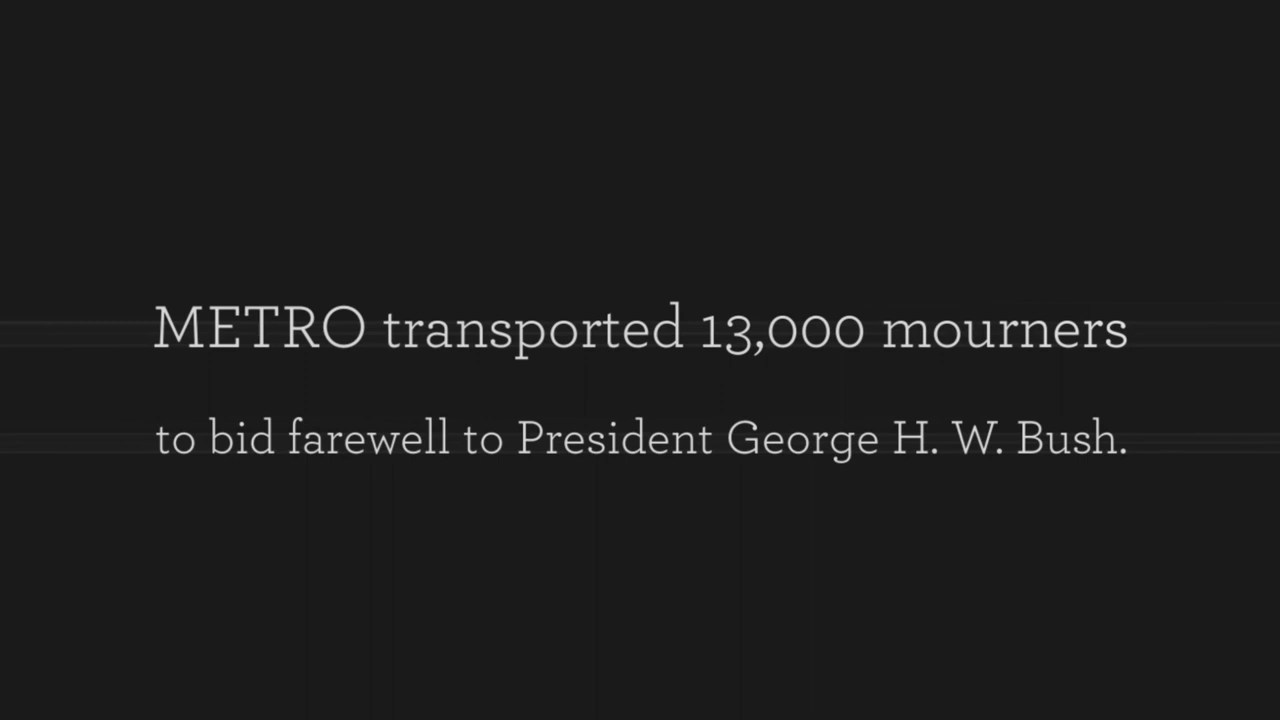 METRO transported 13,000 mourners
to bid farewell to President George H. W. Bush.